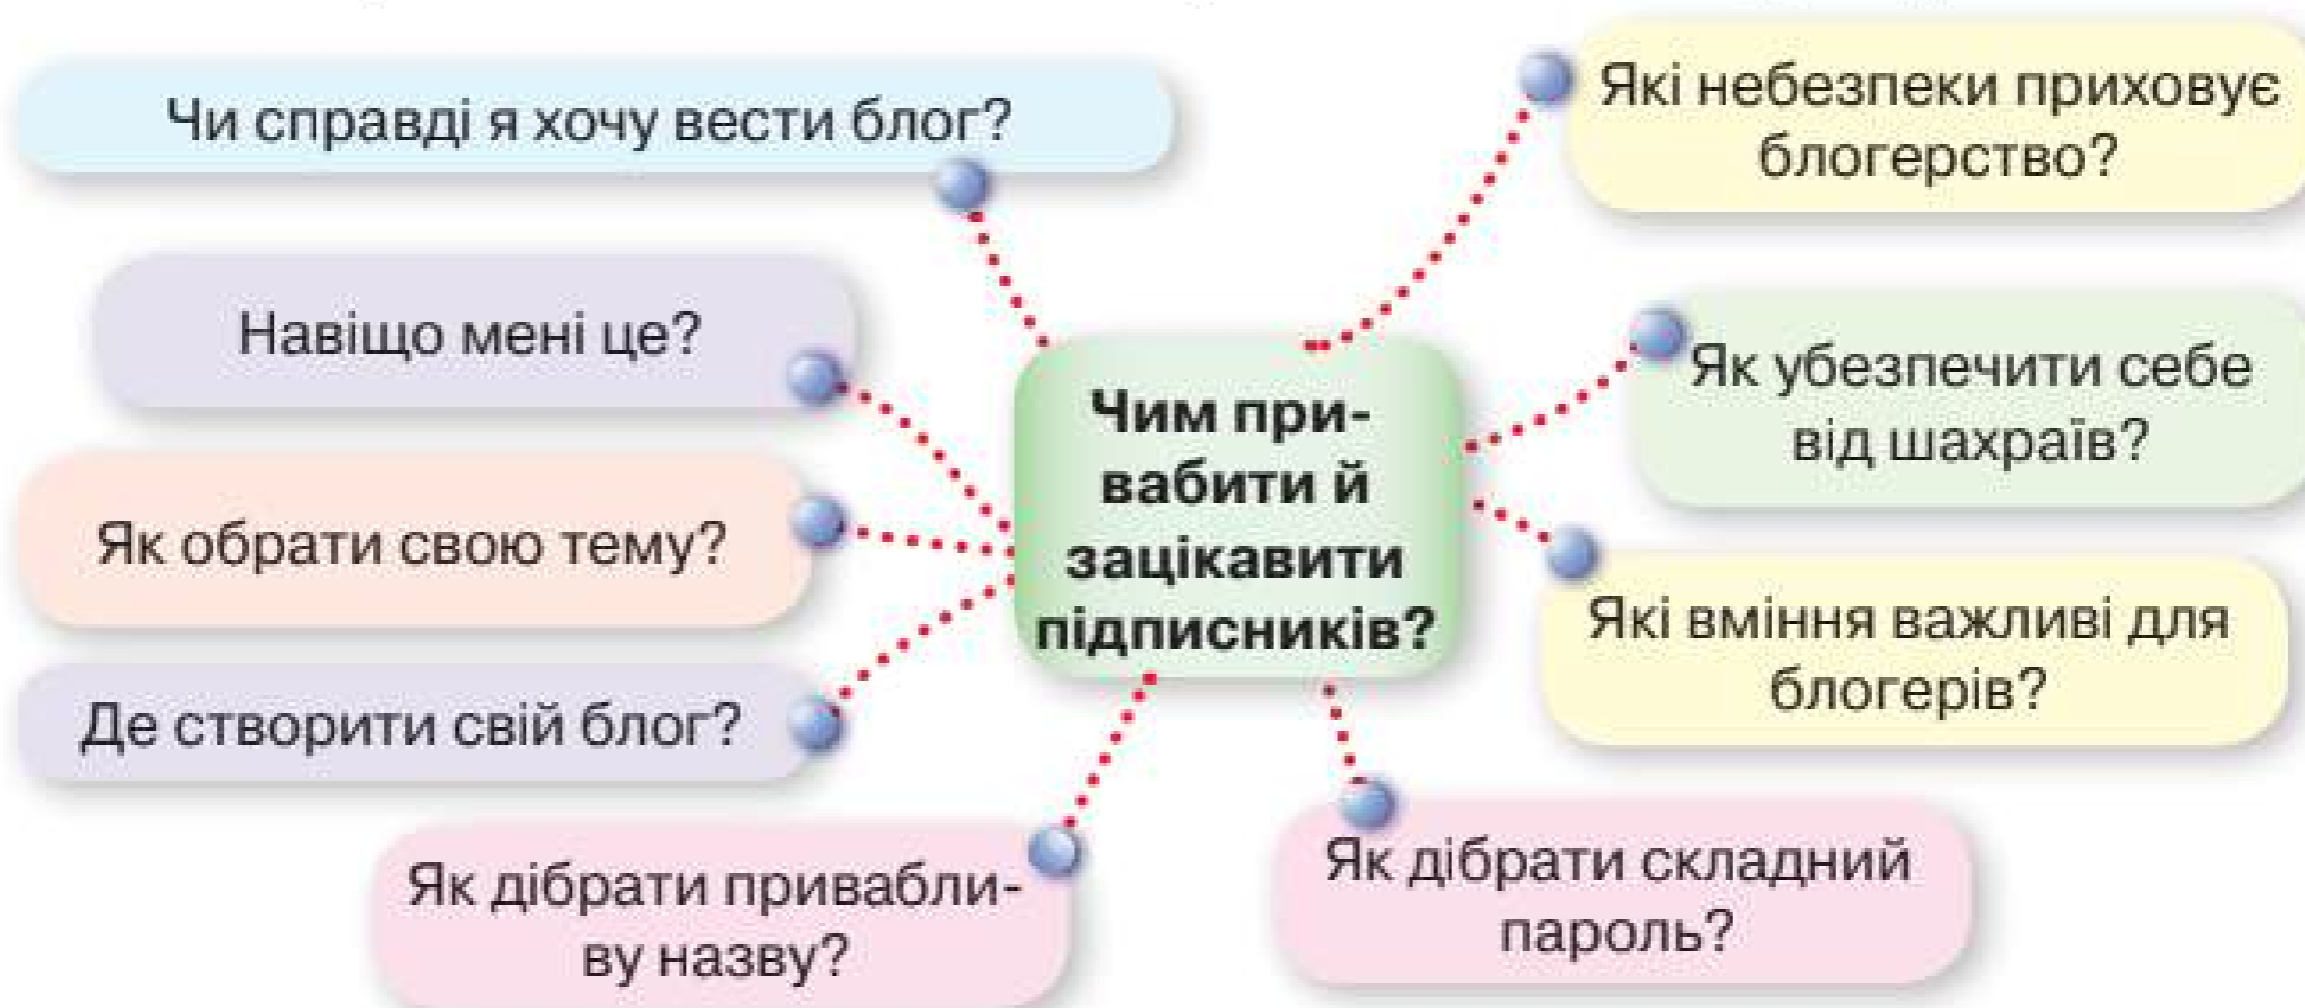 Чи справді я хочу вести блог?
Навіщо мені це?
Як обрати свою тему?
Де створити свій блог?
Як дібрати привабли-
ву назву?
Чим при-
вабити й
зацікавити
підписників?
Які небезпеки приховує
блогерство?
Як убезпечити себе
від шахраїв?
Які вміння важливі для
блогерів?
Як дібрати складний
пароль?